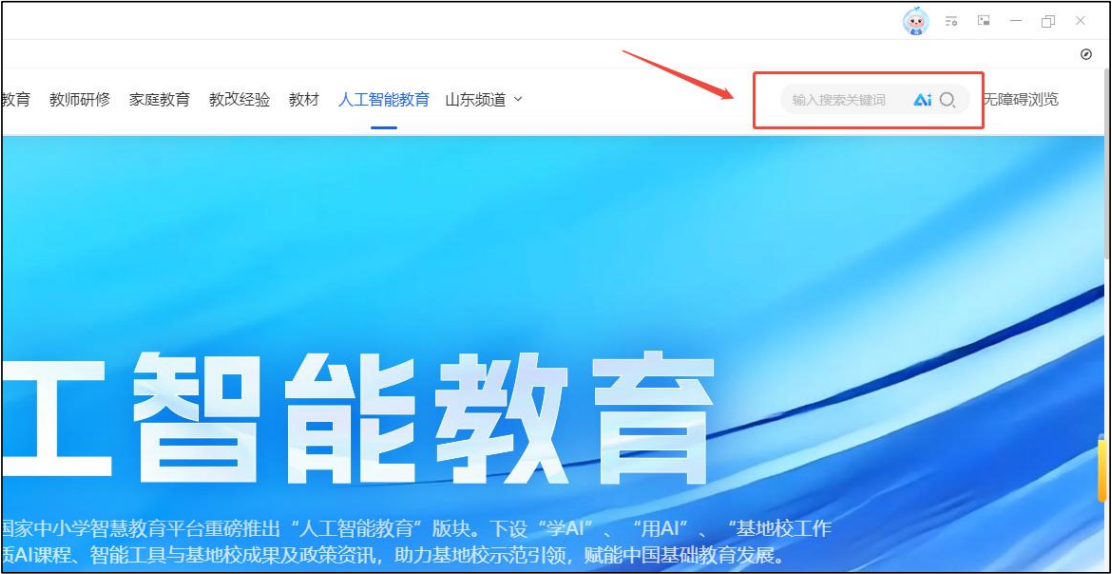 教育 教师研修 家庭教育 教改经验 教材 人工智能教育 山东频道 输入搜索关键词 Ai 无障碍浏览
工智能教育
国家中小学智慧教育平台重磅推出“人工智能教育”版块。下设“学AI”、“用AI”、“基地校工作
质AI课程、智能工具与基地校成果及政策资讯，助力基地校示范引领，赋能中国基础教育发展。